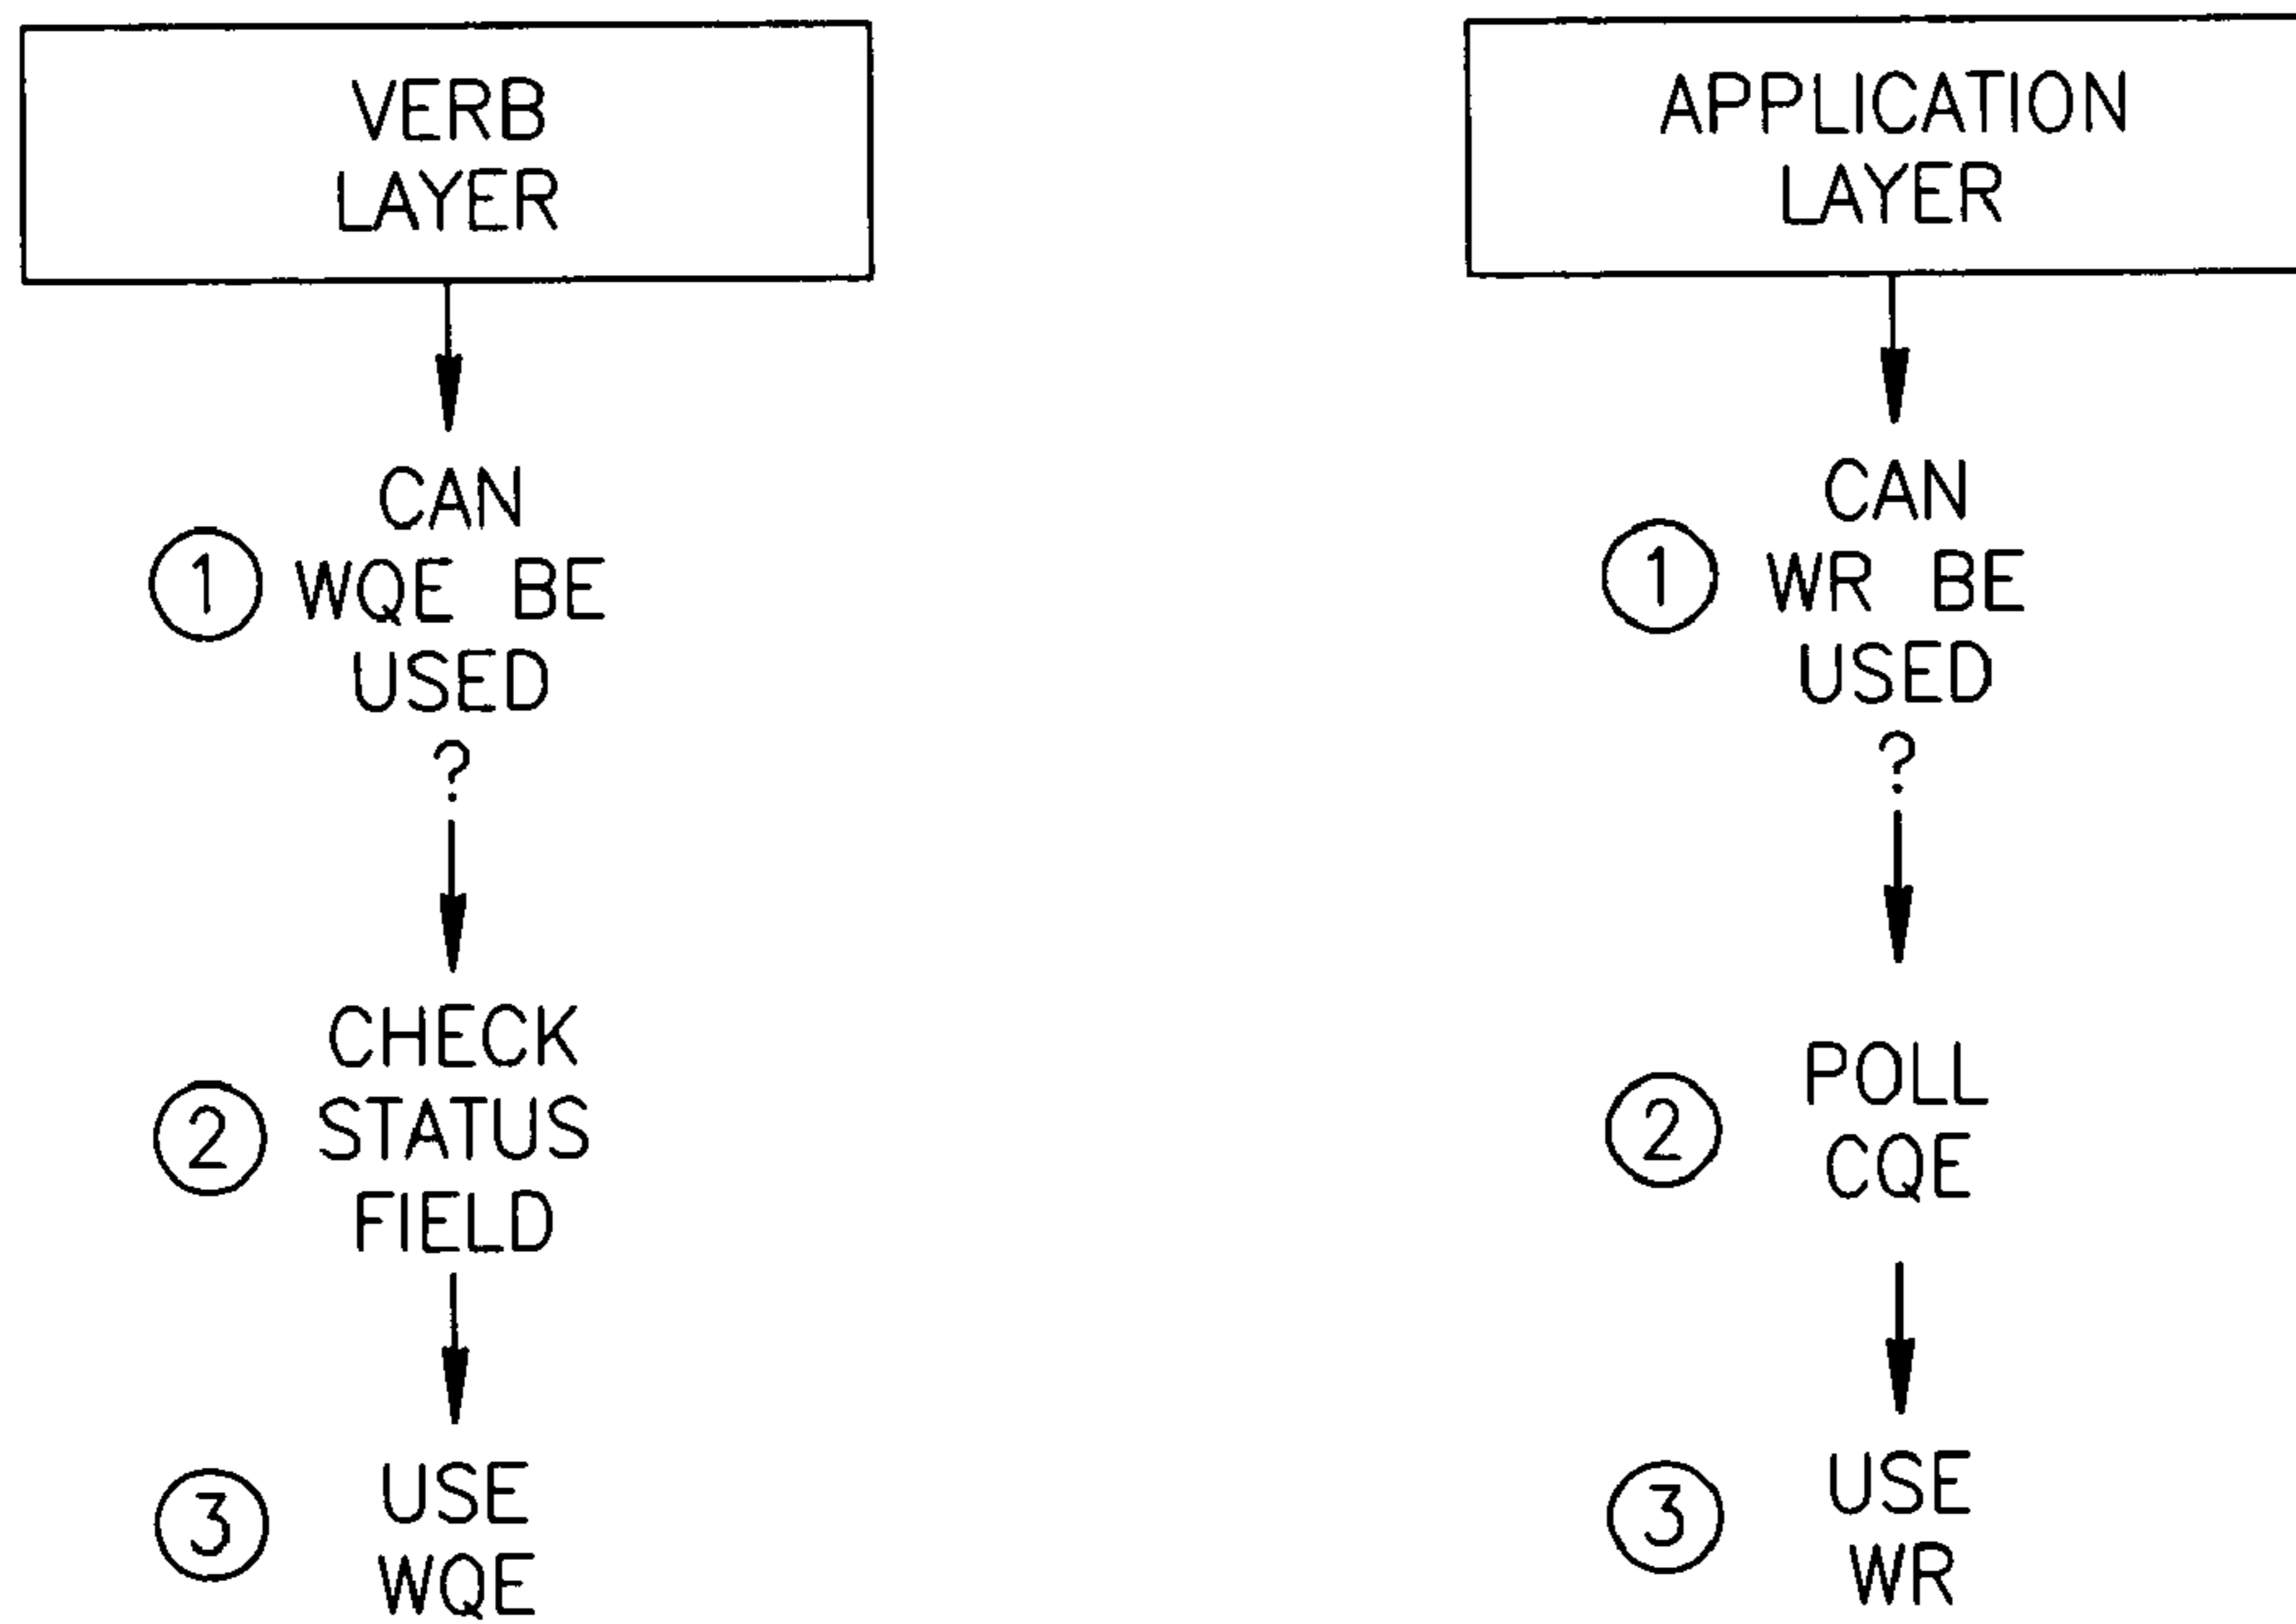 VERB
LAYER
CAN
1 WQE BE
USED
?
CHECK
2 STATUS
FIELD
3 USE
WQE
APPLICATION
LAYER
CAN
1 WR BE
USED
?
2 POLL
CQE
3 USE
WR